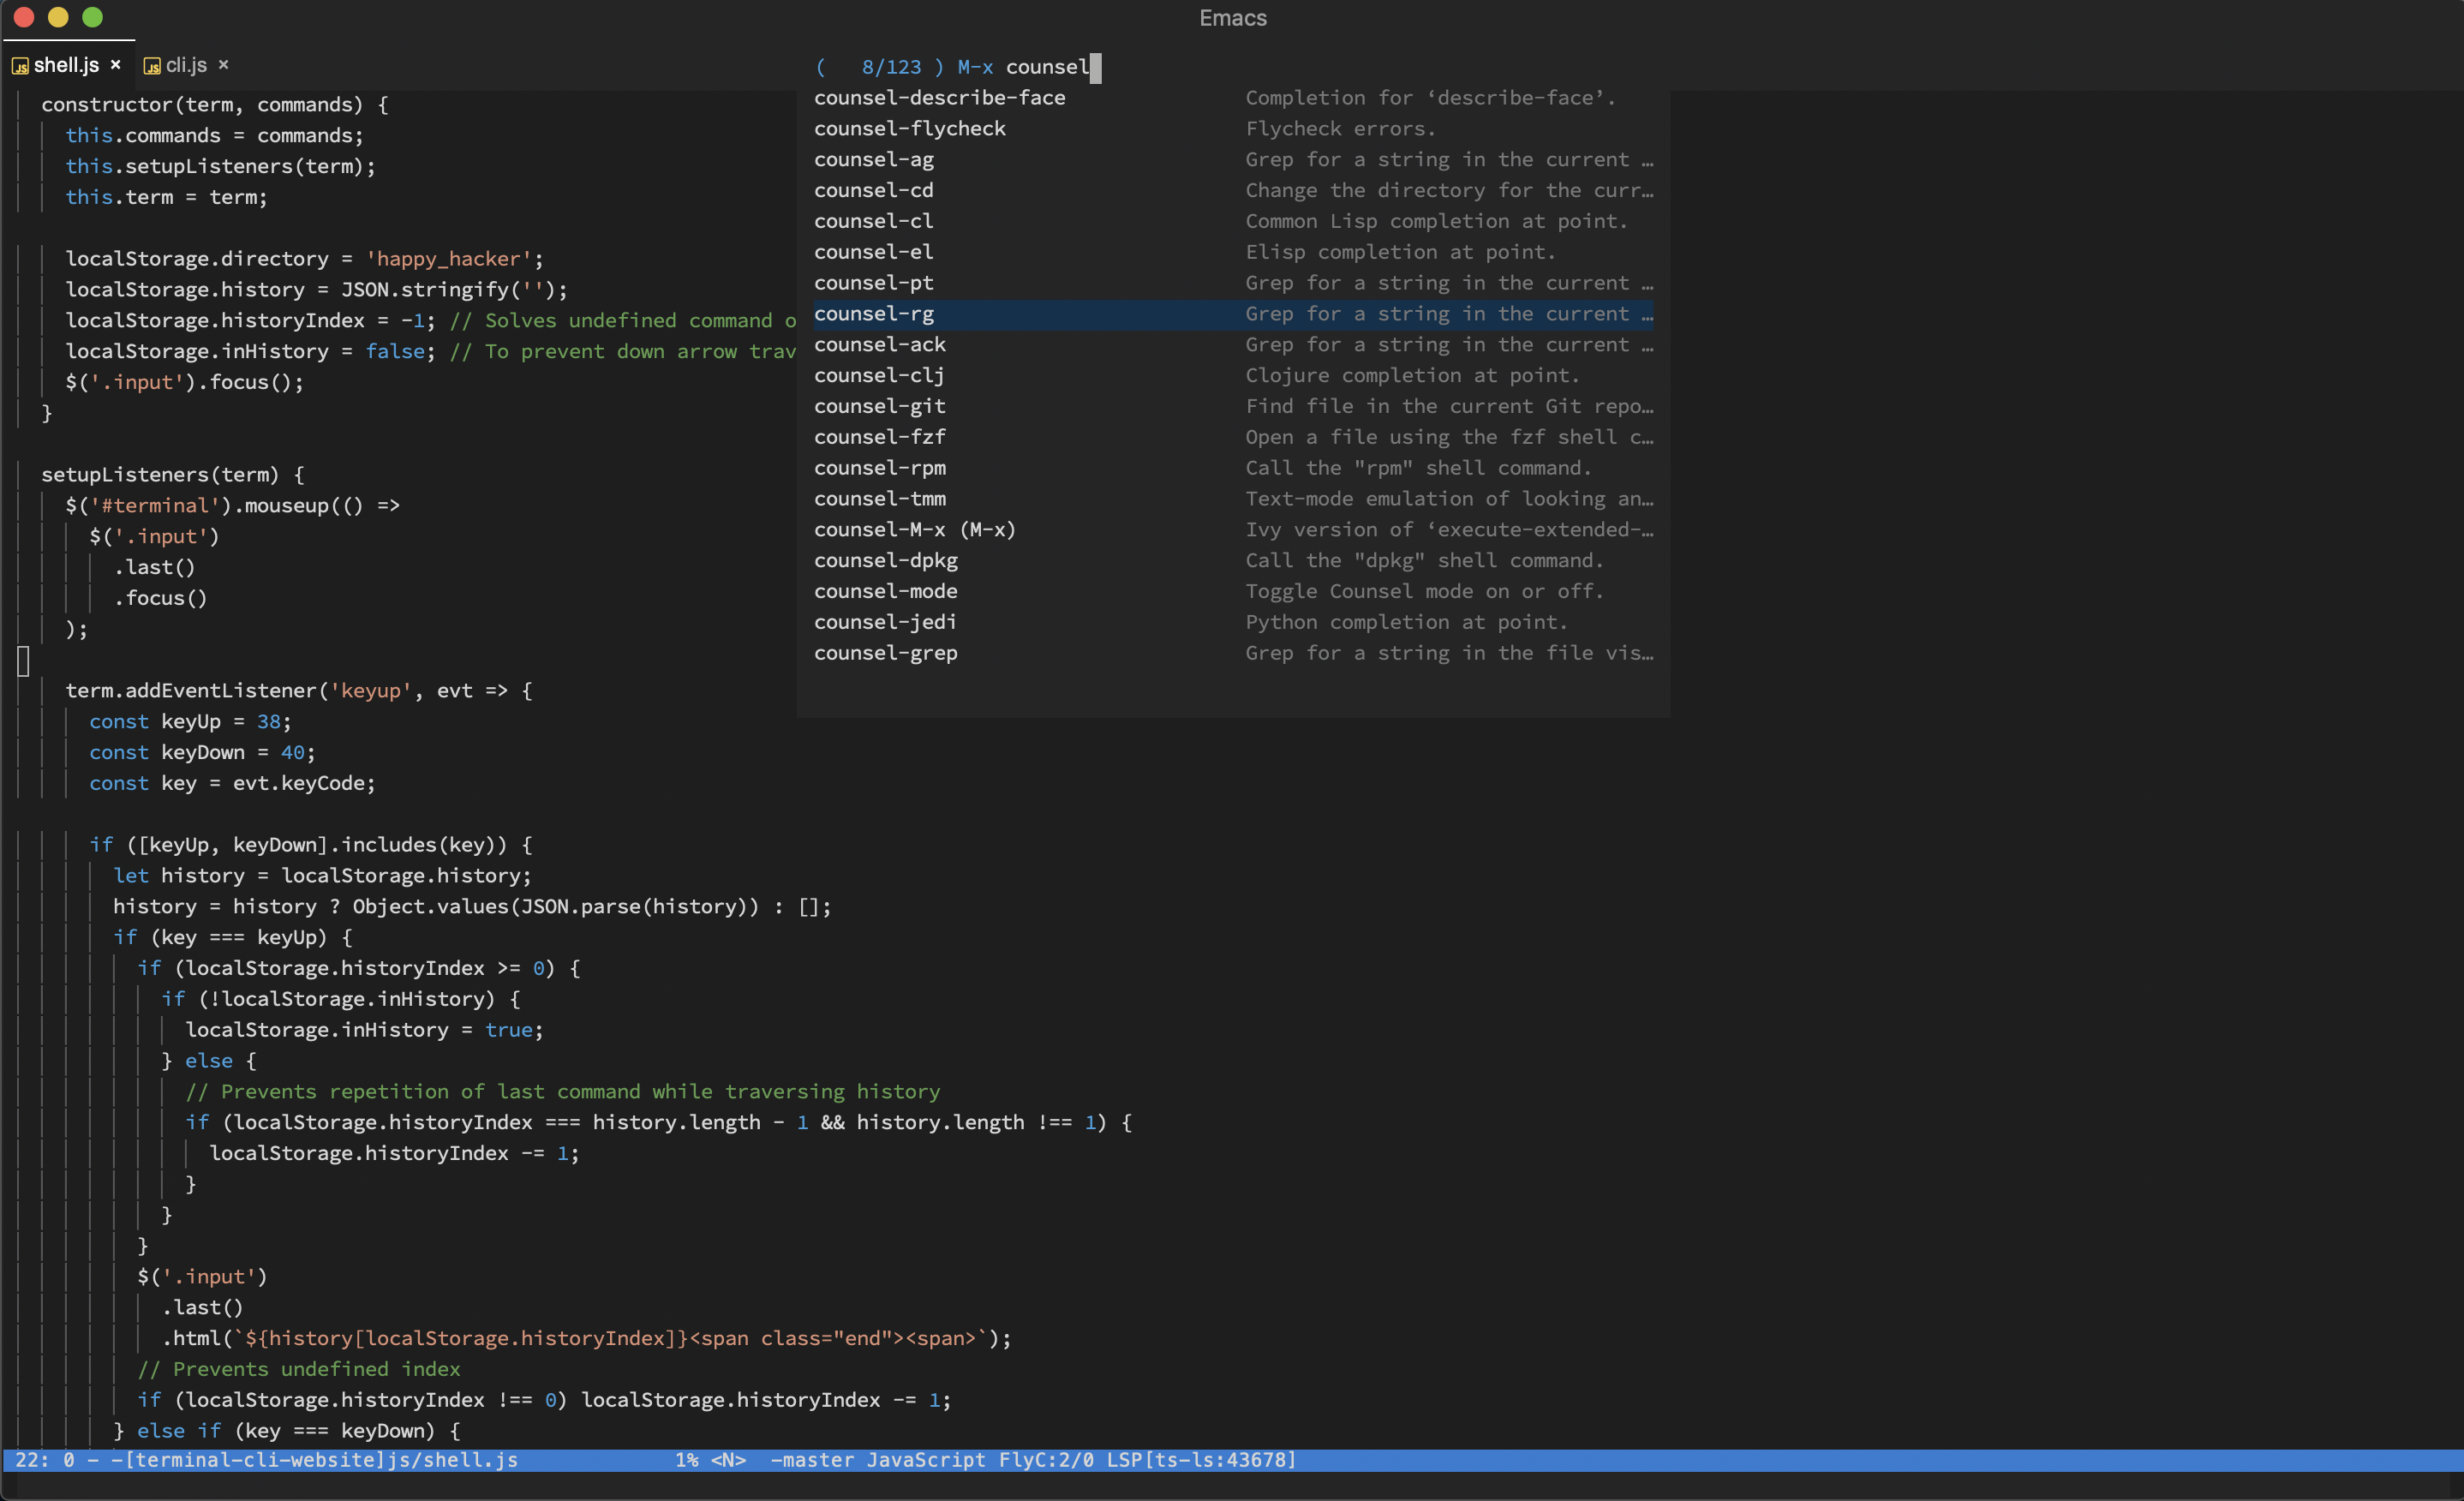 Emacs
shell.js ×
cli.js ×
( 8/123 ) M-x counsel
counsel-describe-face Completion for ‘describe-face’.
counsel-flycheck Flycheck errors.
counsel-ag Grep for a string in the current …
counsel-cd Change the directory for the curr…
counsel-cl Common Lisp completion at point.
counsel-el Elisp completion at point.
counsel-pt Grep for a string in the current …
counsel-rg Grep for a string in the current …
counsel-ack Grep for a string in the current …
counsel-clj Clojure completion at point.
counsel-git Find file in the current Git repo…
counsel-fzf Open a file using the fzf shell c…
counsel-rpm Call the "rpm" shell command.
counsel-tmm Text-mode emulation of looking an…
counsel-M-x (M-x) Ivy version of ‘execute-extended-…
counsel-dpkg Call the "dpkg" shell command.
counsel-mode Toggle Counsel mode on or off.
counsel-jedi Python completion at point.
counsel-grep Grep for a string in the file vis…
constructor(term, commands) {
this.commands = commands;
this.setupListeners(term);
this.term = term;
localStorage.directory = 'happy_hacker';
localStorage.history = JSON.stringify('');
localStorage.historyIndex = -1; // Solves undefined command o
localStorage.inHistory = false; // To prevent down arrow trav
$('.input').focus();
}
setupListeners(term) {
$('#terminal').mouseup(() =>
$('.input')
.last()
.focus()
);
term.addEventListener('keyup', evt => {
const keyUp = 38;
const keyDown = 40;
const key = evt.keyCode;
if ([keyUp, keyDown].includes(key)) {
let history = localStorage.history;
history = history ? Object.values(JSON.parse(history)) : [];
if (key === keyUp) {
if (localStorage.historyIndex >= 0) {
if (!localStorage.inHistory) {
localStorage.inHistory = true;
} else {
// Prevents repetition of last command while traversing history
if (localStorage.historyIndex === history.length - 1 && history.length !== 1) {
localStorage.historyIndex -= 1;
}
}
}
$('.input')
.last()
.html(`${history[localStorage.historyIndex]}<span class="end"><span>`);
// Prevents undefined index
if (localStorage.historyIndex !== 0) localStorage.historyIndex -= 1;
} else if (key === keyDown) {
22: 0 - -[terminal-cli-website]js/shell.js 1% <N> -master JavaScript FlyC:2/0 LSP[ts-ls:43678]